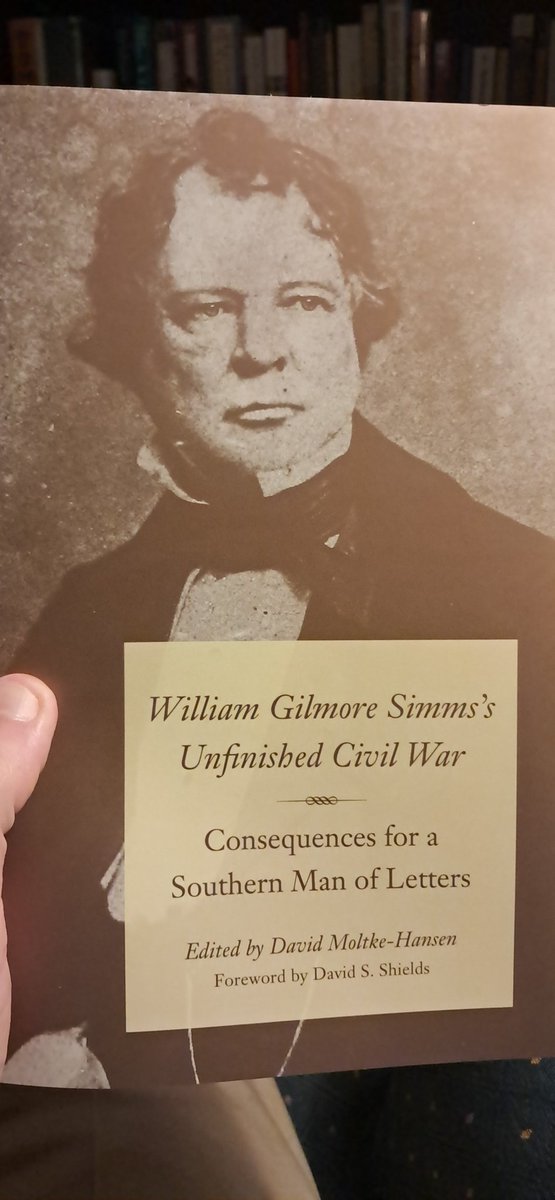 William Gilmore Simms's
Unfinished Civil War
Consequences for a
Southern Man of Letters
Edited by David Moltke-Hansen
Foreword by David S. Shields